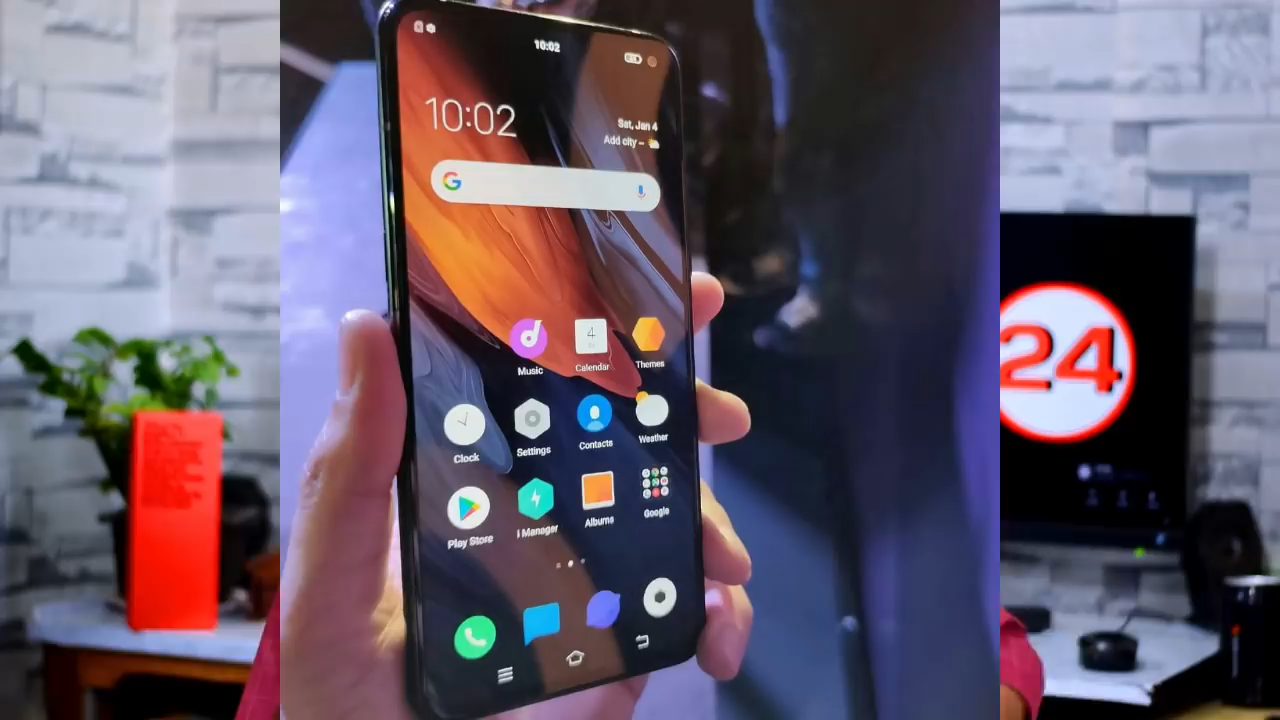 10:02
10:02
Sat, Jan 4
Add city –
4
Music
Calendar
Themes
Clock
Settings
Contacts
Weather
Play Store
i Manager
Albums
Google
24